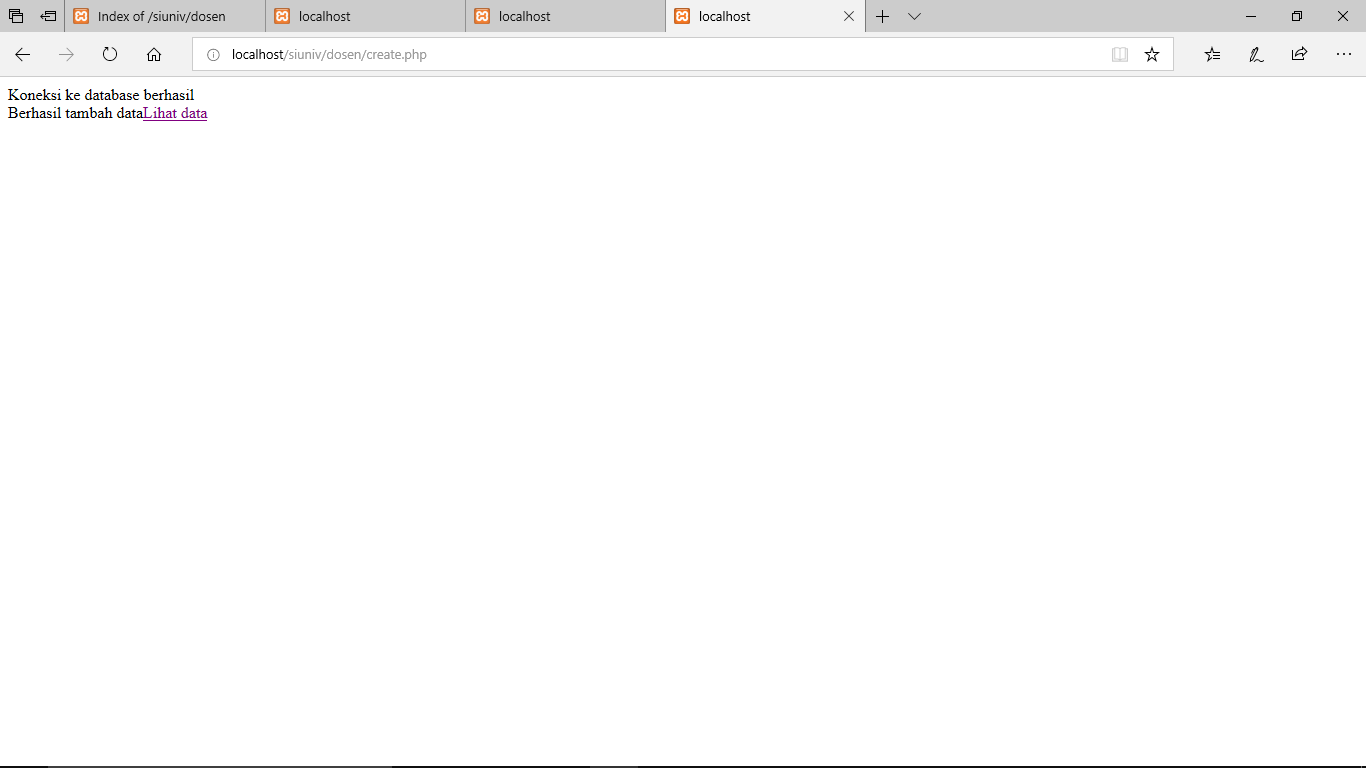 Index of /siuniv/dosen
localhost
localhost
localhost
localhost/siuniv/dosen/create.php
Koneksi ke database berhasil
Berhasil tambah dataLihat data